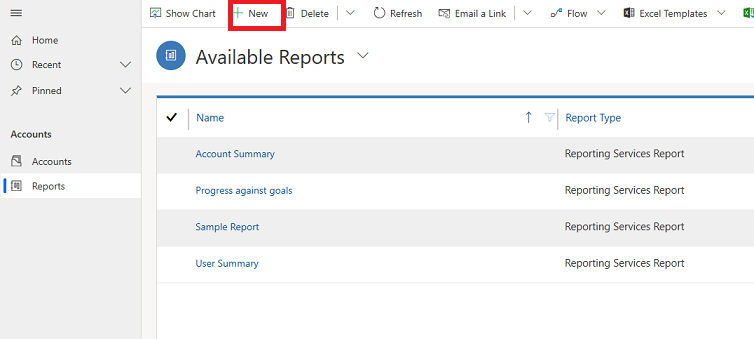 Show Chart New Delete Refresh Email a Link Flow Excel Templates
Home
Recent
Pinned
Accounts
Accounts
Reports
Available Reports
Name Report Type
Account Summary Reporting Services Report
Progress against goals Reporting Services Report
Sample Report Reporting Services Report
User Summary Reporting Services Report